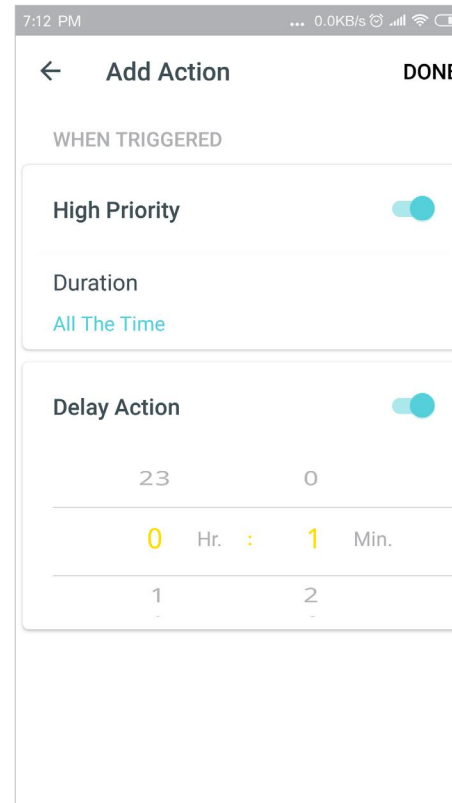 7:12 PM ... 0.0KB/s
Add Action DONE
WHEN TRIGGERED
High Priority
Duration
All The Time
Delay Action
23 0
0 Hr. : 1 Min.
1 2